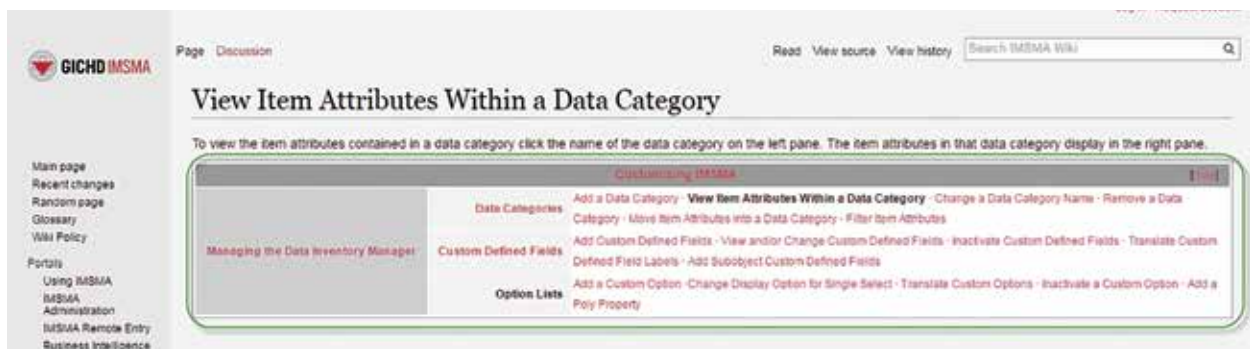 GICHD IMSMA
Page Discussion
Read View source View history
Search IMSMA Wiki
View Item Attributes Within a Data Category
To view the item attributes contained in a data category click the name of the data category on the left pane. The item attributes in that data category display in the right pane.
Main page
Recent changes
Random page
Glossary
Wiki Policy
Portals
Using IMSMA
IMSMA
Administration
IMSMA Remote Entry
Business Intelligence
Customising IMSMA
Managing the Data Inventory Manager
Data Categories
Add a Data Category · View Item Attributes Within a Data Category · Change a Data Category Name · Remove a Data
Category · Move Item Attributes into a Data Category · Filter Item Attributes
Custom Defined Fields
Add Custom Defined Fields · View and/or Change Custom Defined Fields · Inactivate Custom Defined Fields · Translate Custom
Defined Field Labels · Add Subobject Custom Defined Fields
Option Lists
Add a Custom Option ·Change Display Option for Single Select · Translate Custom Options · Inactivate a Custom Option · Add a
Poly Property